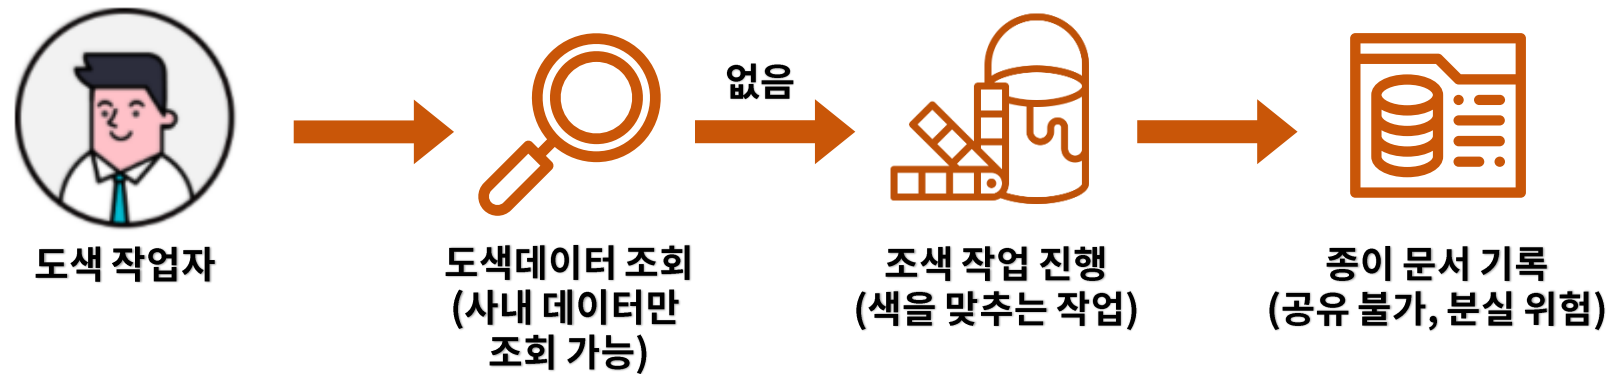 없음
도색 작업자
도색데이터 조회
(사내 데이터만
조회 가능)
조색 작업 진행
(색을 맞추는 작업)
종이 문서 기록
(공유 불가, 분실 위험)